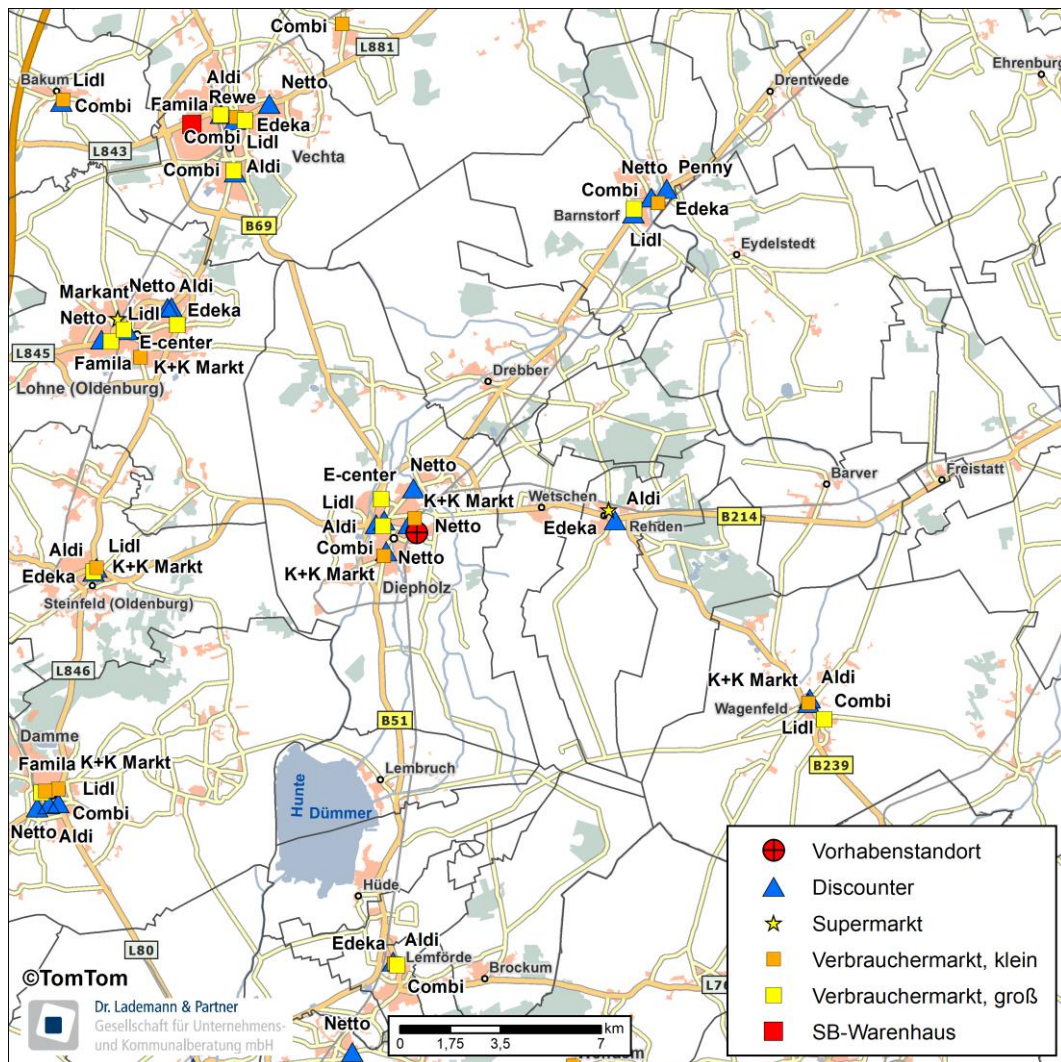 Combi
L881
Bakum
Lidl
Combi
Aldi
Netto
Famila
Rewe
Edeka
Combi
Lidl
L843
Vechta
Combi
Aldi
B69
Drentwede
Ehrenburg
Netto
Penny
Combi
Barnstorf
Edeka
Lidl
Eydelstedt
Netto
Aldi
Markant
Netto
Lidl
Edeka
E-center
L845
Famila
K+K Markt
Lohne (Oldenburg)
Drebber
E-center
Netto
Lidl
K+K Markt
Aldi
Netto
Combi
Netto
K+K Markt
Diepholz
Wetschen
Aldi
Edeka
Rehden
B214
Barver
Freistatt
Aldi
Lidl
Edeka
K+K Markt
Steinfeld (Oldenburg)
L846
K+K Markt
Aldi
Wagenfeld
Combi
Lidl
B239
B51
Damme
Famila
K+K Markt
Lidl
Combi
Netto
Aldi
Lembruch
Hunte
Dümmer
Hüde
L80
Edeka
Aldi
Lemförde
Combi
Brockum
Netto
©TomTom
Dr. Lademann & Partner
Gesellschaft für Unternehmens-
und Kommunalberatung mbH
km
0 1,75 3,5 7
Vorhabenstandort
Discounter
Supermarkt
Verbrauchermarkt, klein
Verbrauchermarkt, groß
SB-Warenhaus